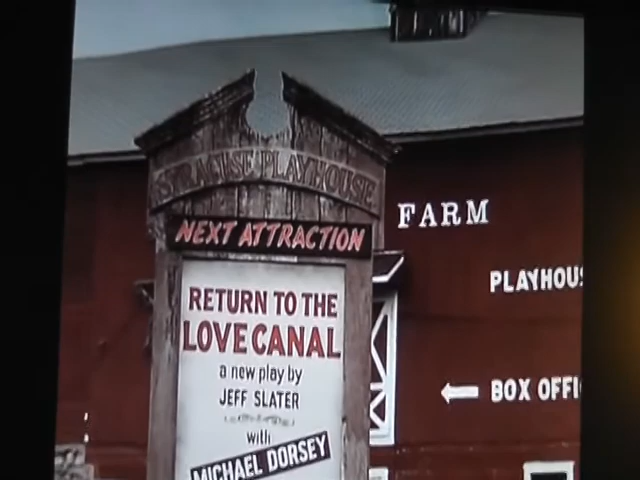 SYRACUSE PLAYHOUSE
NEXT ATTRACTION
RETURN TO THE
LOVE CANAL
a new play by
JEFF SLATER
with
MICHAEL DORSEY
FARM
PLAYHOUS
BOX OFFI